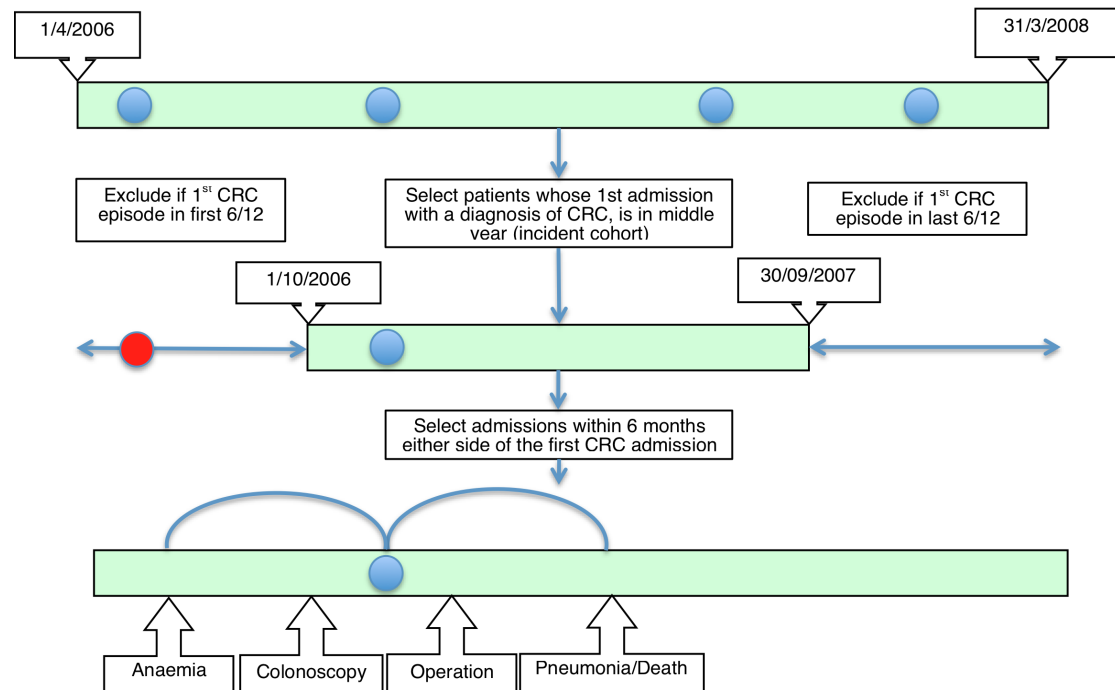 1/4/2006
31/3/2008
Exclude if 1st CRC
episode in first 6/12
Select patients whose 1st admission
with a diagnosis of CRC, is in middle
year (incident cohort)
Exclude if 1st CRC
episode in last 6/12
1/10/2006
30/09/2007
Select admissions within 6 months
either side of the first CRC admission
Anaemia
Colonoscopy
Operation
Pneumonia/Death